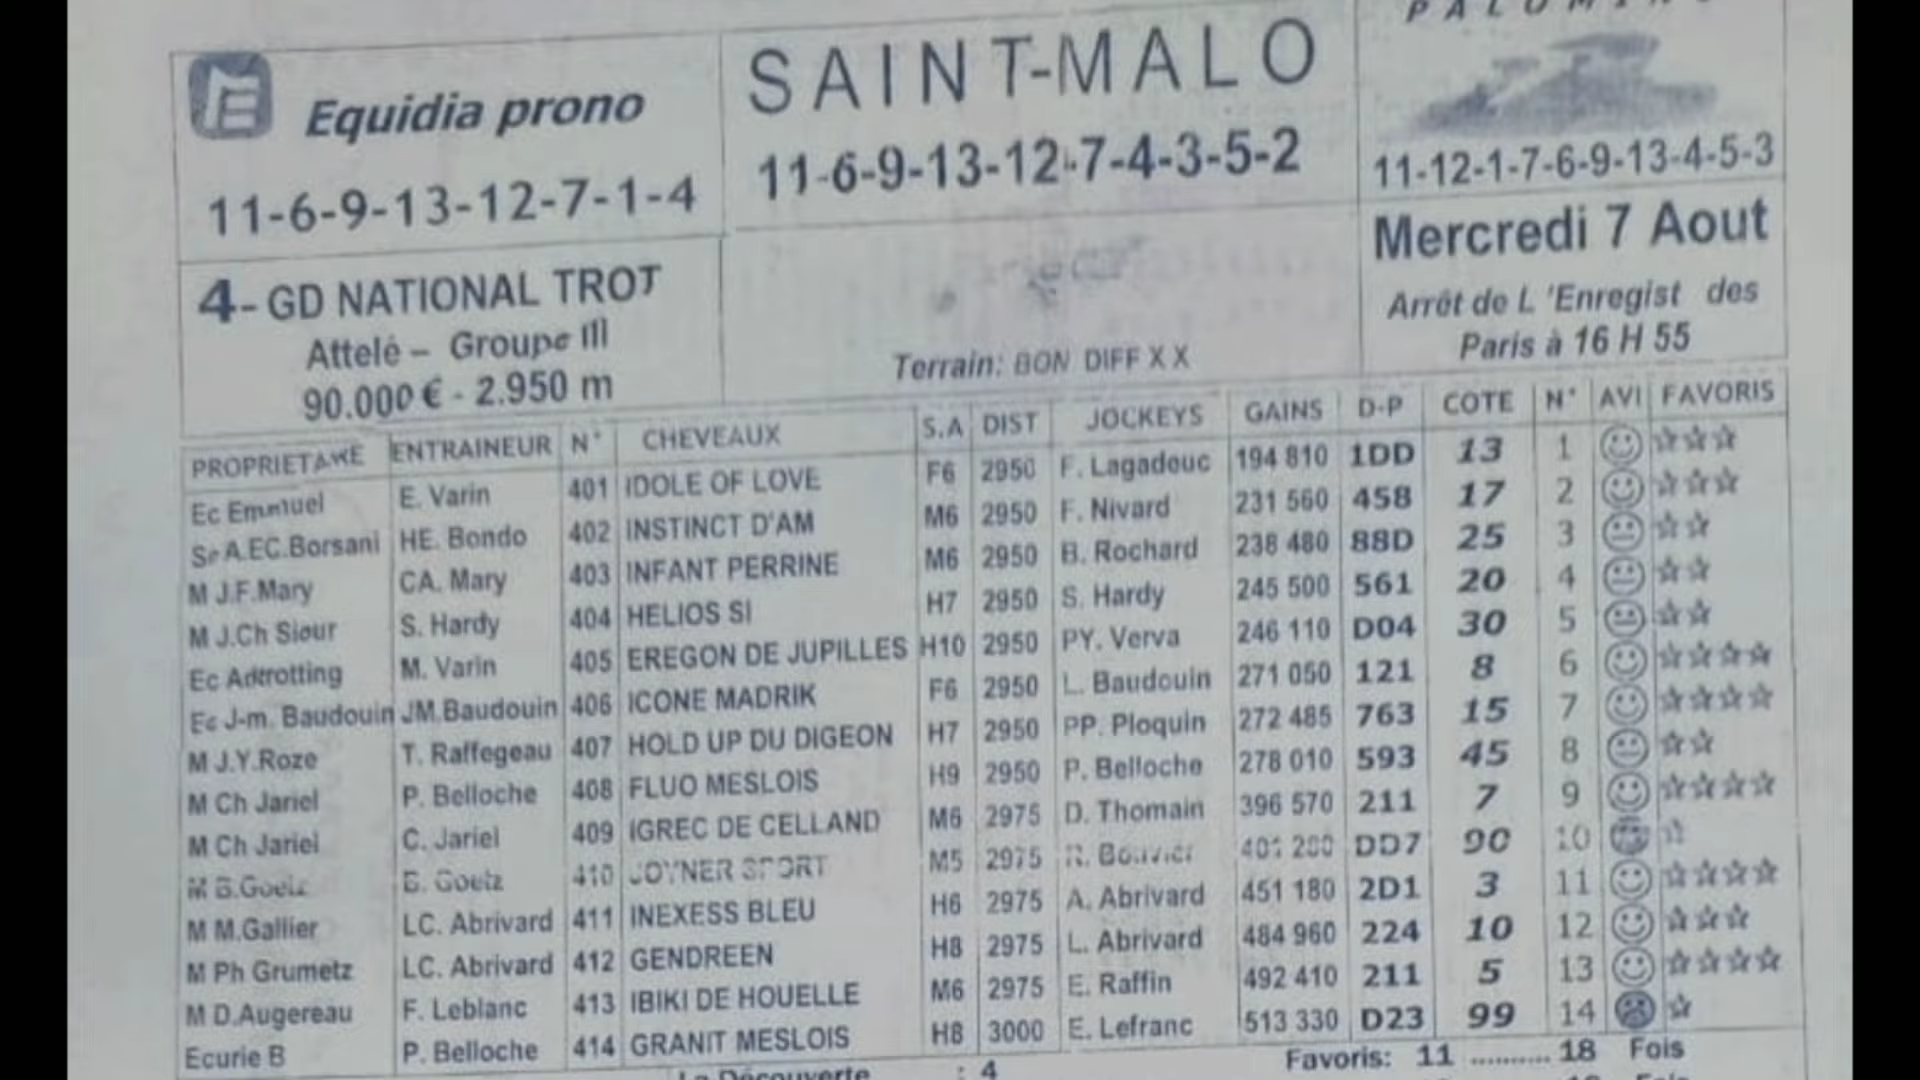 Equidia prono
11-6-9-13-12-7-1-4
SAINT-MALO
11-6-9-13-12-7-4-3-5-2
11-12-1-7-6-9-13-4-5-3
4- GD NATIONAL TROT
Attelé – Groupe III
90.000 € - 2.950 m
Terrain: BON DIFF X X
Mercredi 7 Aout
Arrêt de L 'Enregist des
Paris à 16 H 55
PROPRIETAIRE ENTRAINEUR N° CHEVEAUX S.A DIST JOCKEYS GAINS D-P COTE N° AVI FAVORIS
Ec Emmuel E. Varin 401 IDOLE OF LOVE F6 2950 F. Lagadeuc 194 810 1DD 13 1
A.EC.Borsani HE. Bondo 402 INSTINCT D'AM M6 2950 F. Nivard 231 560 458 17 2
M J.F.Mary CA. Mary 403 INFANT PERRINE M6 2950 B. Rochard 238 480 88D 25 3
M J.Ch Siour S. Hardy 404 HELIOS SI H7 2950 S. Hardy 245 500 561 20 4
Ec Adtrotting M. Varin 405 EREGON DE JUPILLES H10 2950 PY. Verva 246 110 D04 30 5
Ec J-m. Baudouin JM.Baudouin 406 ICONE MADRIK F6 2950 L. Baudouin 271 050 121 8 6
M J.Y.Roze T. Raffegeau 407 HOLD UP DU DIGEON H7 2950 PP. Ploquin 272 485 763 15 7
M Ch Jariel P. Belloche 408 FLUO MESLOIS H9 2950 P. Belloche 278 010 593 45 8
M Ch Jariel C. Jariel 409 IGREC DE CELLAND M6 2975 D. Thomain 396 570 211 7 9
410 JOYNER SPORT M5 2975 DD7 90 10
M M.Gallier LC. Abrivard 411 INEXESS BLEU H6 2975 A. Abrivard 451 180 2D1 3 11
M Ph Grumetz LC. Abrivard 412 GENDREEN H8 2975 L. Abrivard 484 960 224 10 12
M D.Augereau F. Leblanc 413 IBIKI DE HOUELLE M6 2975 E. Raffin 492 410 211 5 13
Ecurie B P. Belloche 414 GRANIT MESLOIS H8 3000 E. Lefranc 513 330 D23 99 14
La Découverte : 4
Favoris: 11 .......... 18 Fois